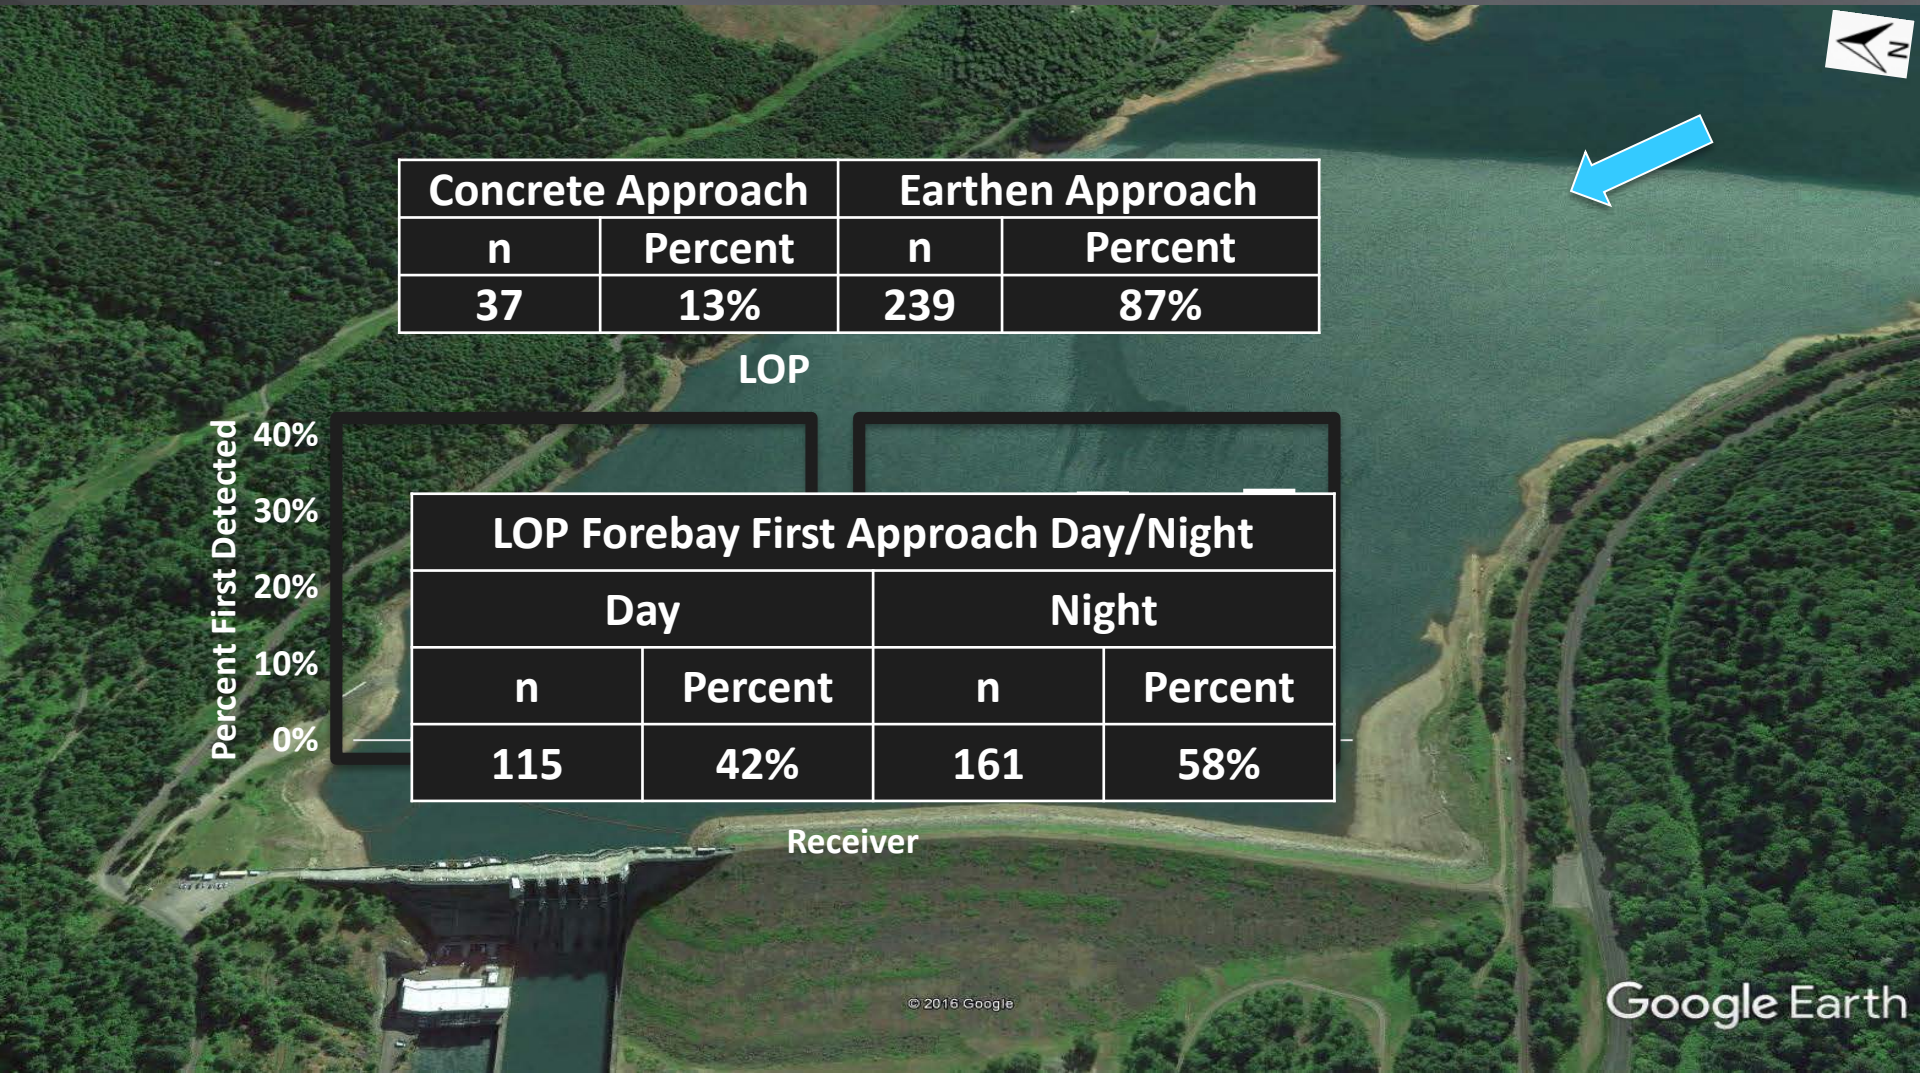 N
Concrete Approach Earthen Approach
n Percent n Percent
37 13% 239 87%
LOP
Percent First Detected
40%
30%
20%
10%
0%
LOP Forebay First Approach Day/Night
Day Night
n Percent n Percent
115 42% 161 58%
Receiver
© 2016 Google
Google Earth